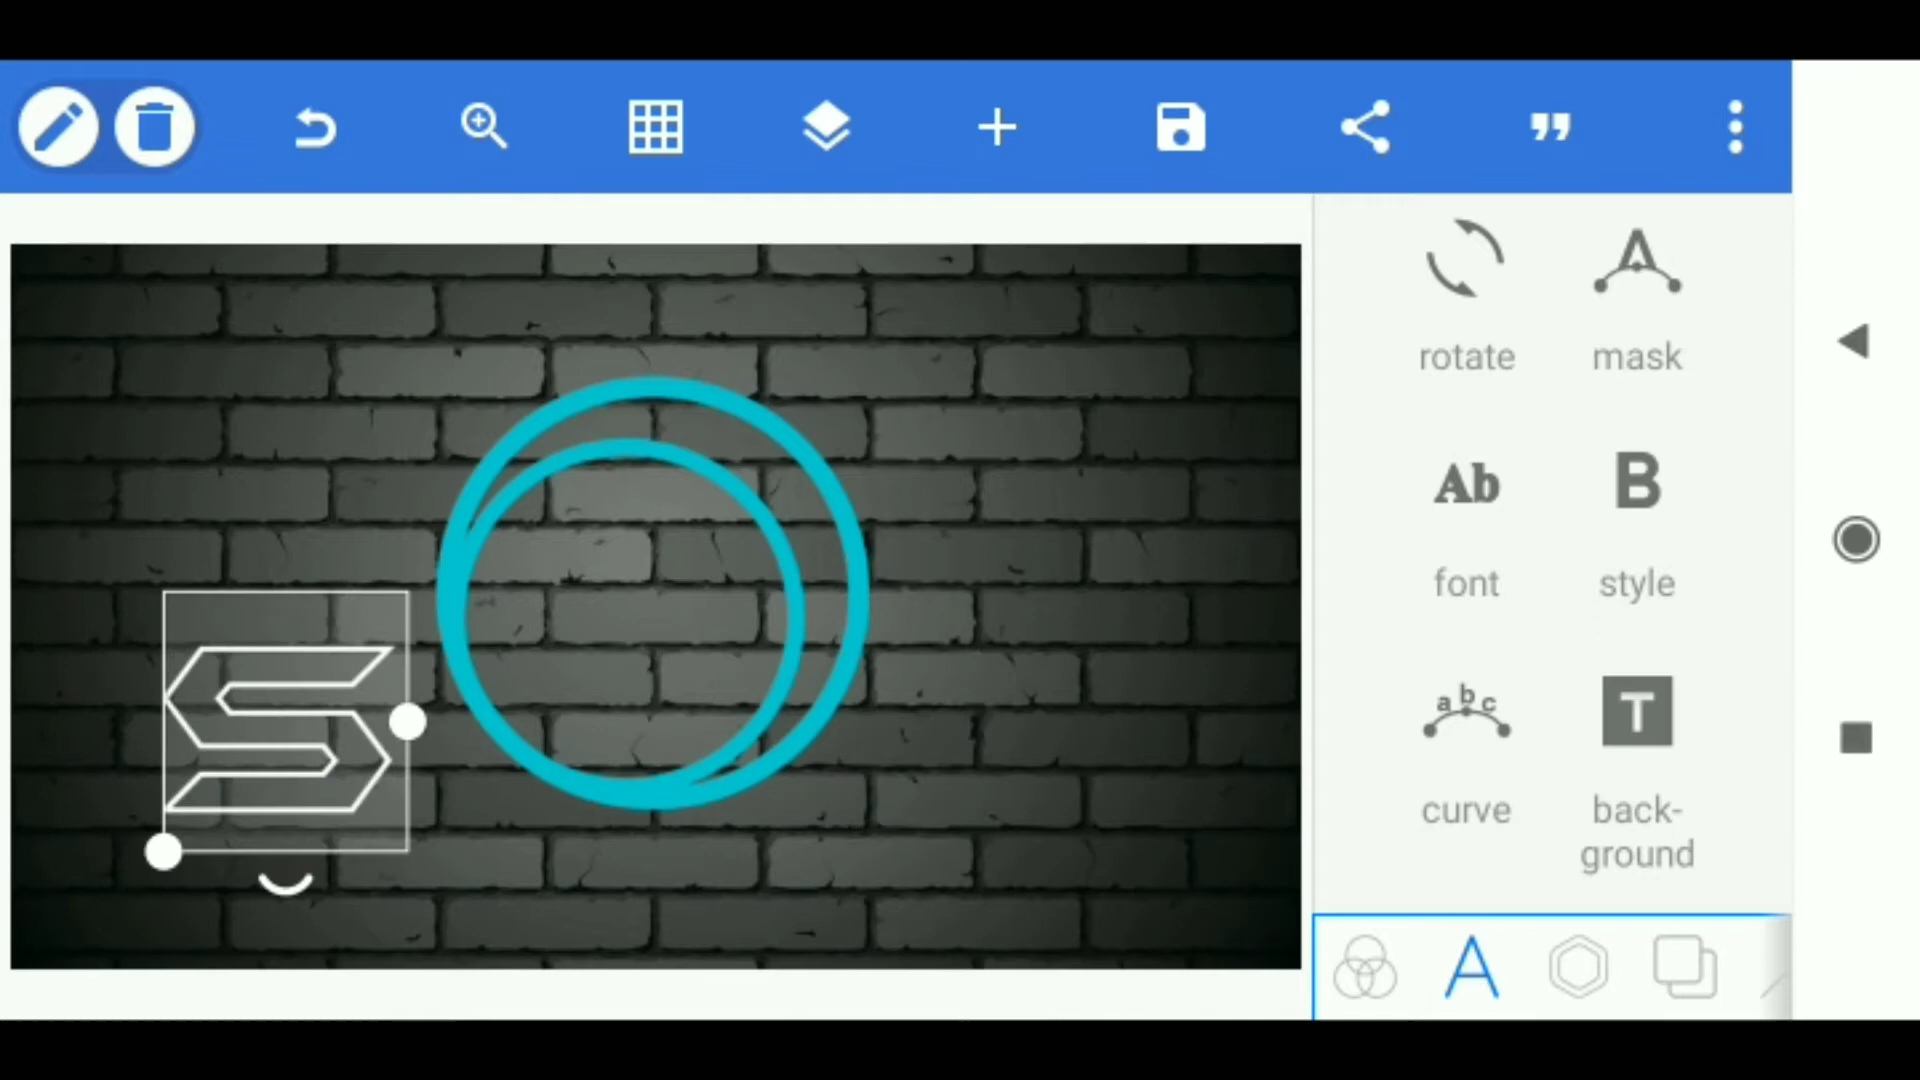 rotate
mask
Ab
B
font
style
S
abc
T
curve
back-
ground
A